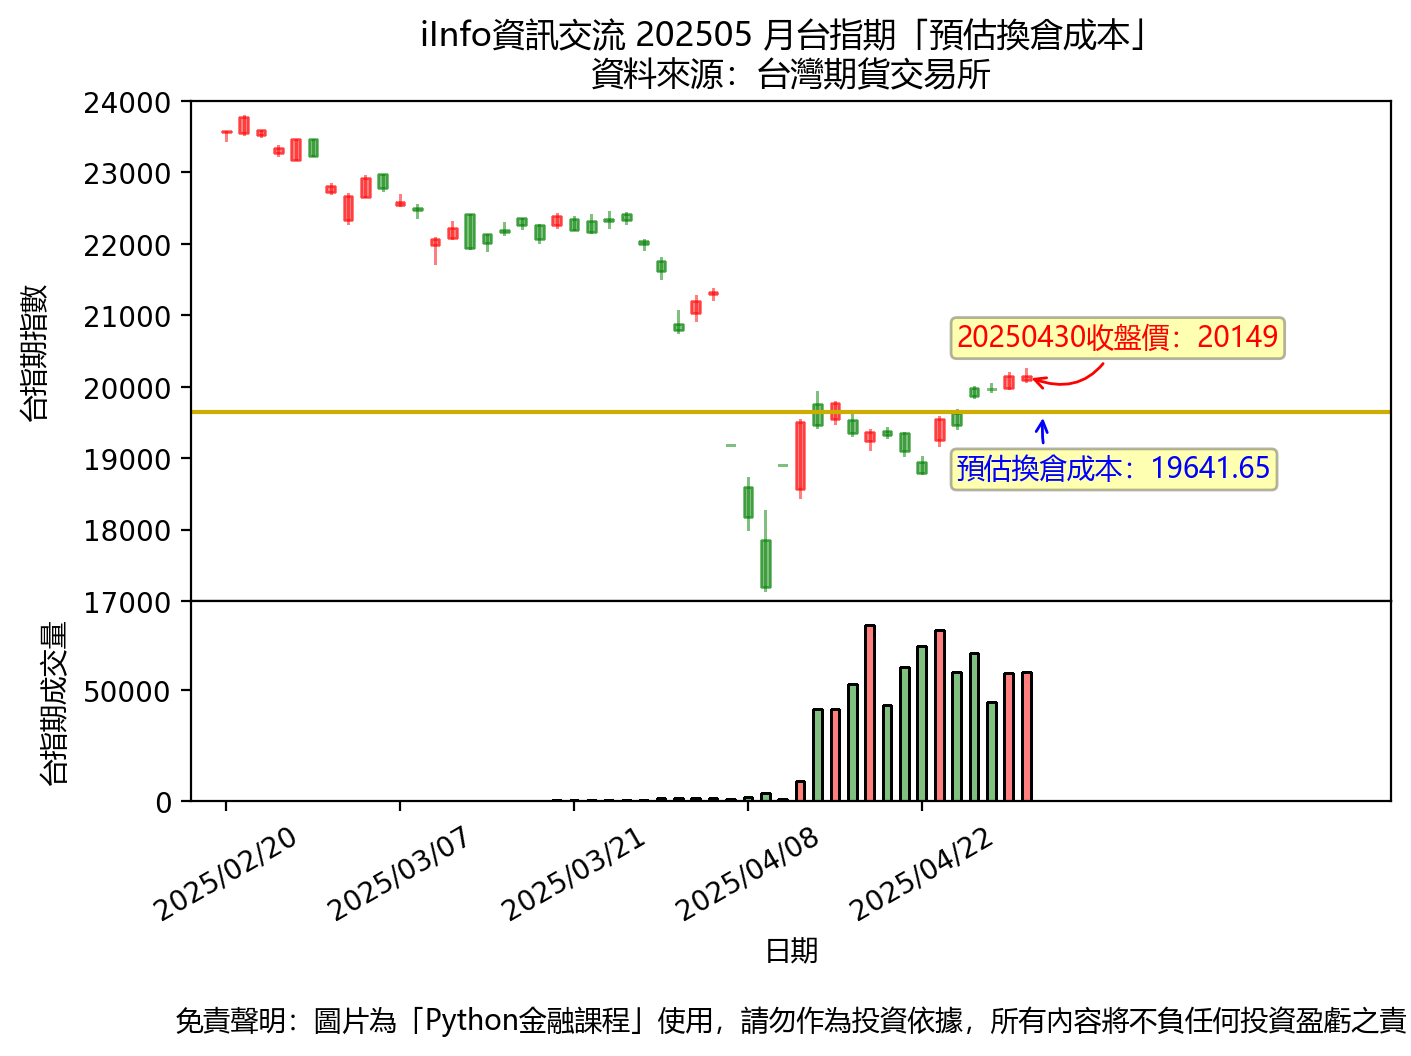 iInfo資訊交流 202505 月台指期「預估換倉成本」
資料來源：台灣期貨交易所
台指期指數
24000
23000
22000
21000
20000
19000
18000
17000
20250430收盤價：20149
預估換倉成本：19641.65
台指期成交量
50000
0
2025/02/20
2025/03/07
2025/03/21
2025/04/08
2025/04/22
日期
免責聲明：圖片為「Python金融課程」使用，請勿作為投資依據，所有內容將不負任何投資盈虧之責